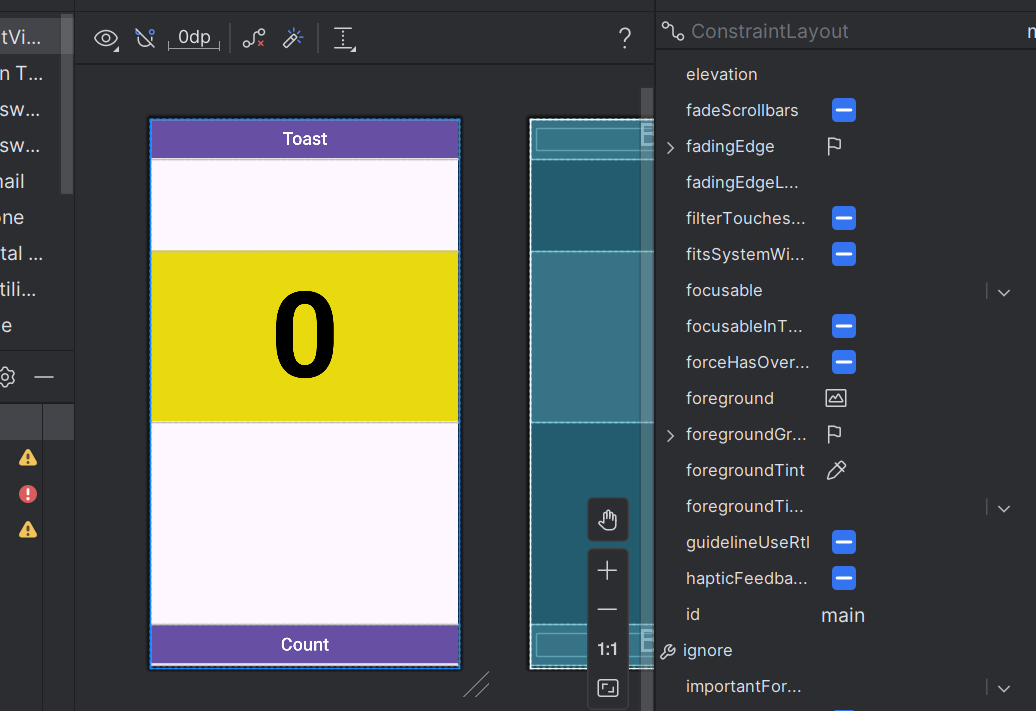 tVi...
n T...
sw...
sw...
nail
one
tal ...
tili...
e
0dp
?
Toast
0
Count
1:1
ConstraintLayout
elevation
fadeScrollbars
fadingEdge
fadingEdgeL...
filterTouches...
fitsSystemWi...
focusable
focusableInT...
forceHasOver...
foreground
foregroundGr...
foregroundTint
foregroundTi...
guidelineUseRtl
hapticFeedba...
id main
ignore
importantFor...